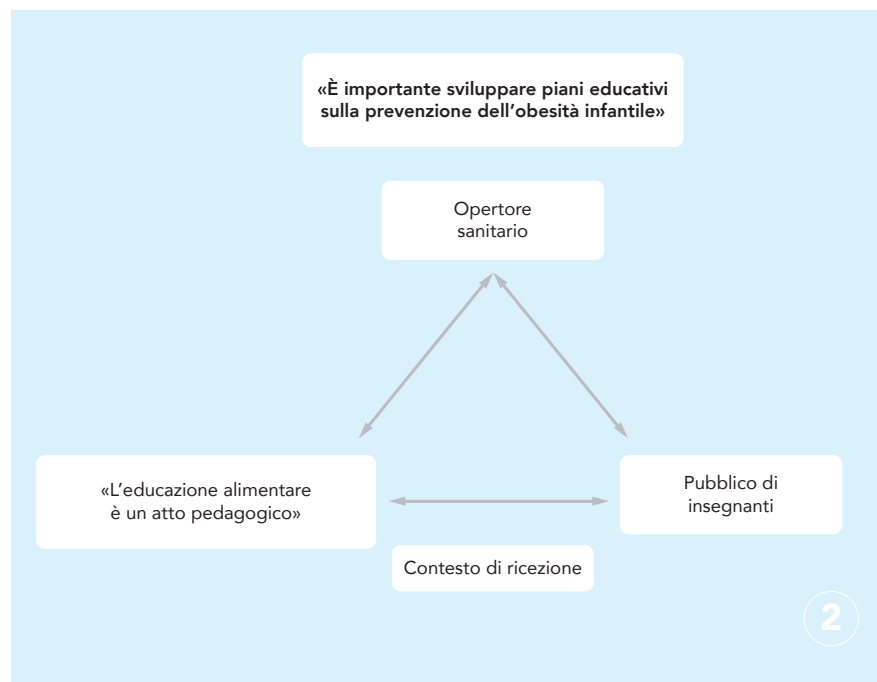 «È importante sviluppare piani educativi
sulla prevenzione dell'obesità infantile»
Opertore
sanitario
«L'educazione alimentare
è un atto pedagogico»
Pubblico di
insegnanti
Contesto di ricezione
2